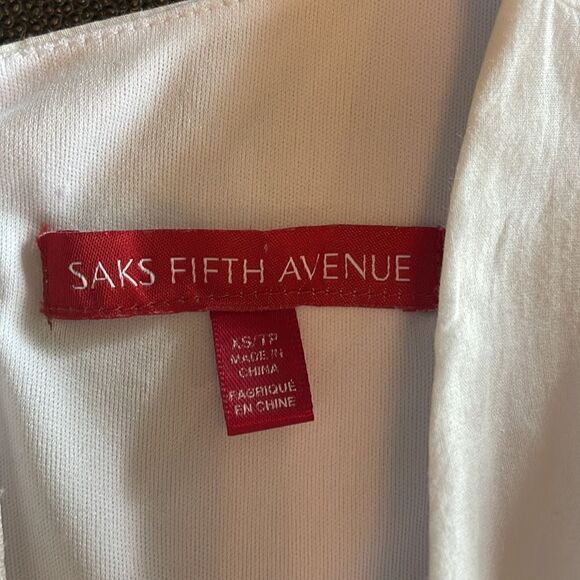 SAKS FIFTH AVENUE
XS/TP
MADE IN
CHINA
FABRIQUÉ
EN CHINE